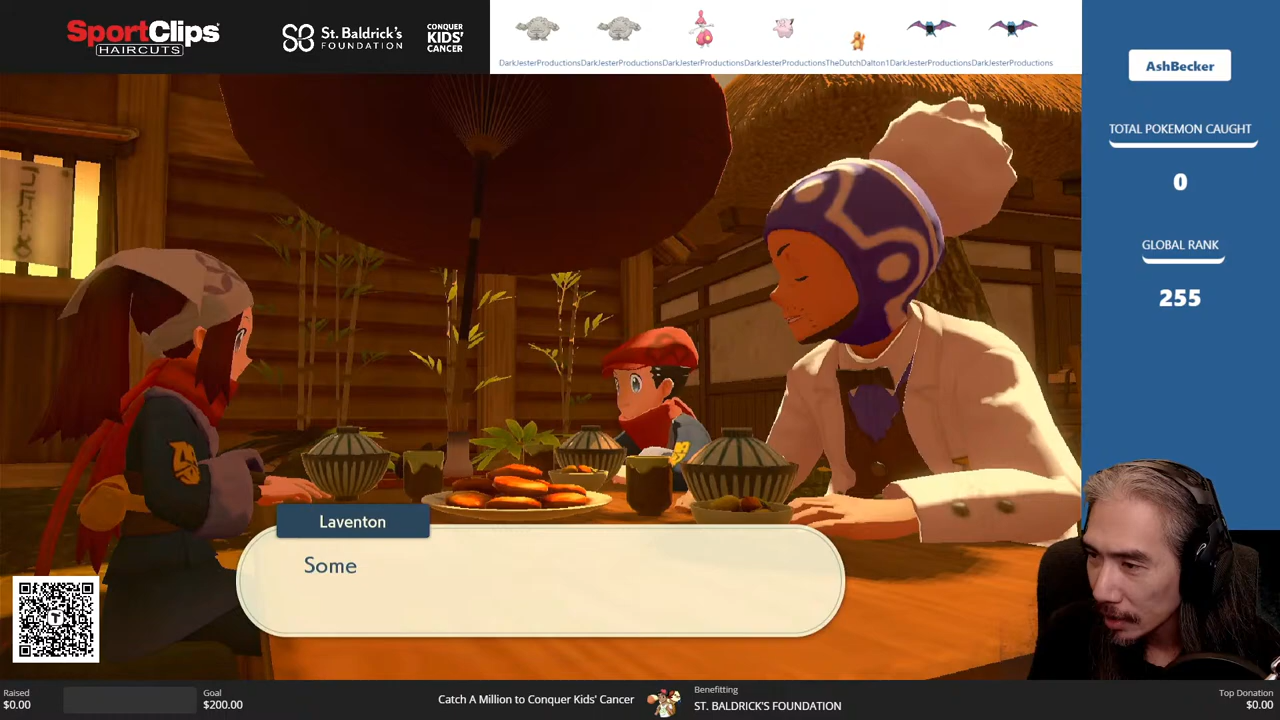 SportClips
HAIRCUTS
St. Baldrick's
FOUNDATION
CONQUER
KIDS'
CANCER
DarkJesterProductionsDarkJesterProductionsDarkJesterProductionsDarkJesterProductionsTheDutchDalton1DarkJesterProductionsDarkJesterProductions
AshBecker
TOTAL POKEMON CAUGHT
0
GLOBAL RANK
255
Laventon
Some
Raised
$0.00
Goal
$200.00
Catch A Million to Conquer Kids' Cancer
Benefitting
ST. BALDRICK'S FOUNDATION
Top Donation
$0.00